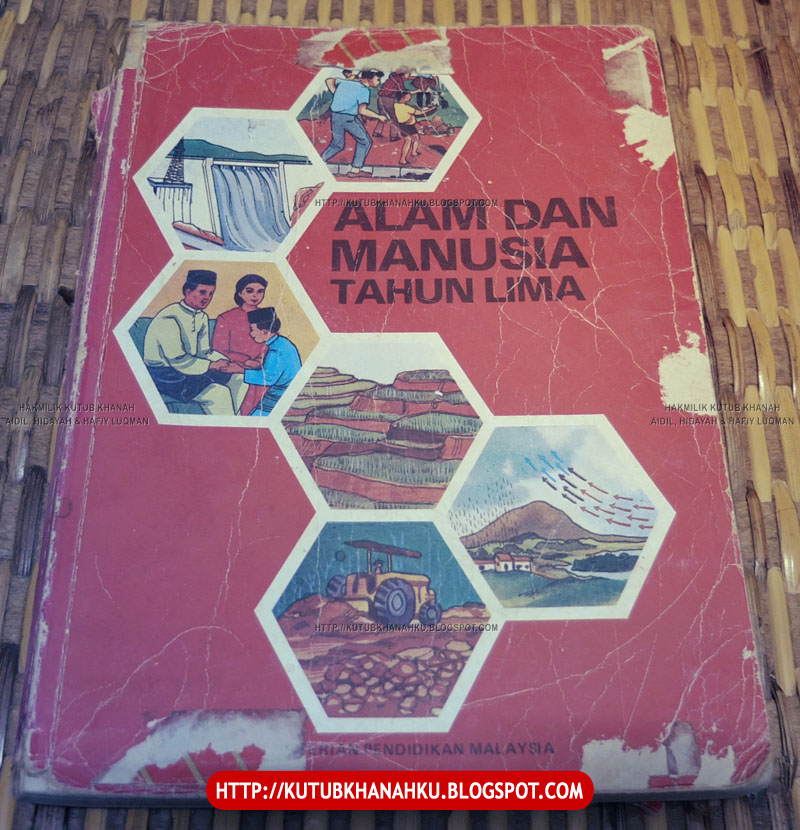 HTTP://KUTUBKHANAHKU.BLOGSPOT.COM
ALAM DAN
MANUSIA
TAHUN LIMA
HAKMILIK KUTUB KHANAH
AIDIL, HIDAYAH & HAFIY LUQMAN
HAKMILIK KUTUB KHANAH
AIDIL, HIDAYAH & HAFIY LUQMAN
HTTP://KUTUBKHANAHKU.BLOGSPOT.COM
PENDIDIKAN MALAYSIA
HTTP://KUTUBKHANAHKU.BLOGSPOT.COM